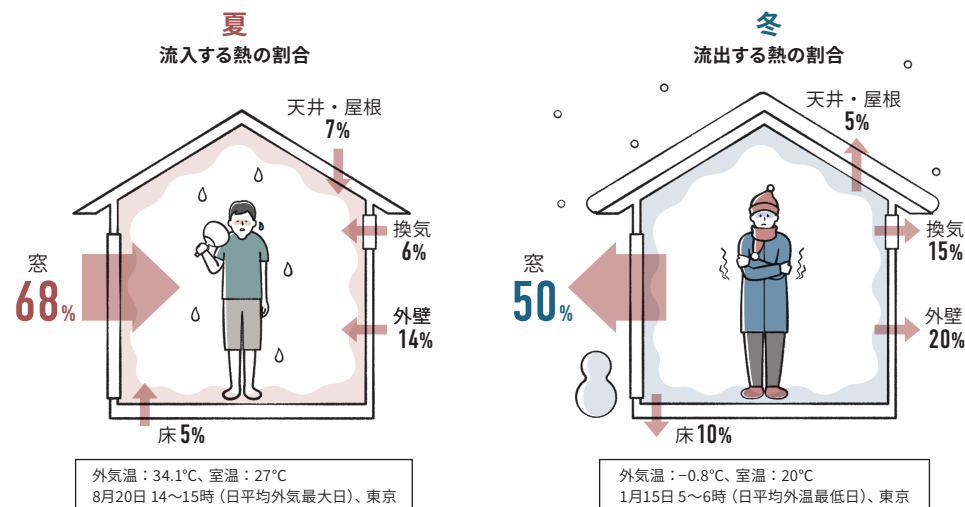 夏
流入する熱の割合
天井・屋根
7%
換気
6%
窓
68%
外壁
14%
床5%
外気温：34.1℃、室温：27℃
8月20日 14〜15時（日平均外気最大日）、東京
冬
流出する熱の割合
天井・屋根
5%
換気
15%
窓
50%
外壁
20%
床10%
外気温：−0.8℃、室温：20℃
1月15日 5〜6時（日平均外温最低日）、東京